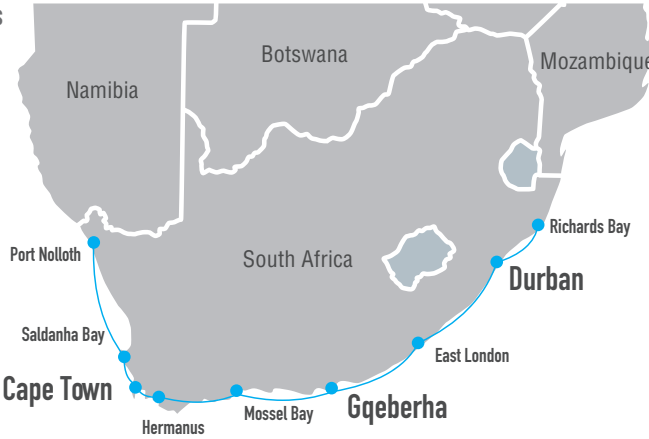 s
Botswana
Mozambique
Namibia
Richards Bay
Port Nolloth
South Africa
Durban
Saldanha Bay
East London
Cape Town
Mossel Bay
Gqeberha
Hermanus